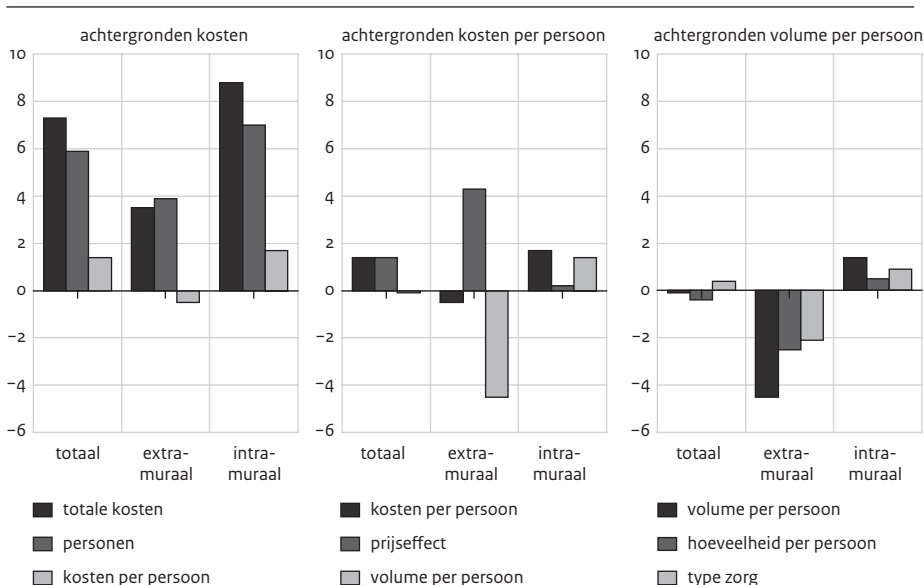 achtergronden kosten
10
8
6
4
2
0
−2
−4
−6
totaal
extra-
muraal
intra-
muraal
totale kosten
personen
kosten per persoon
achtergronden kosten per persoon
10
8
6
4
2
0
−2
−4
−6
totaal
extra-
muraal
intra-
muraal
kosten per persoon
prijseffect
volume per persoon
achtergronden volume per persoon
10
8
6
4
2
0
−2
−4
−6
totaal
extra-
muraal
intra-
muraal
volume per persoon
hoeveelheid per persoon
type zorg